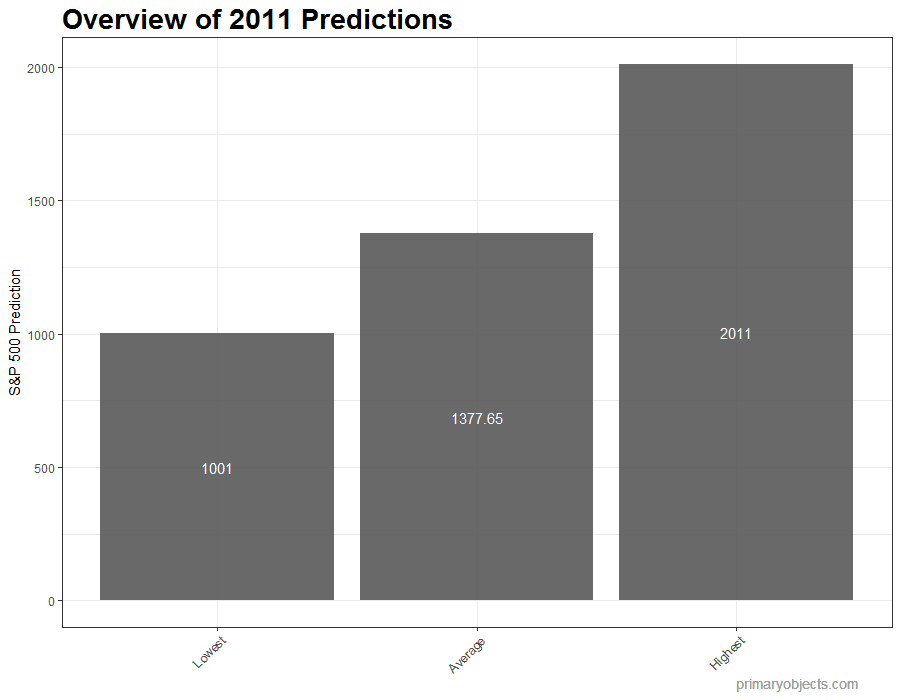 Overview of 2011 Predictions
S&P 500 Prediction
2000
1500
1000
500
0
1001
1377.65
2011
Lowest
Average
Highest
primaryobjects.com